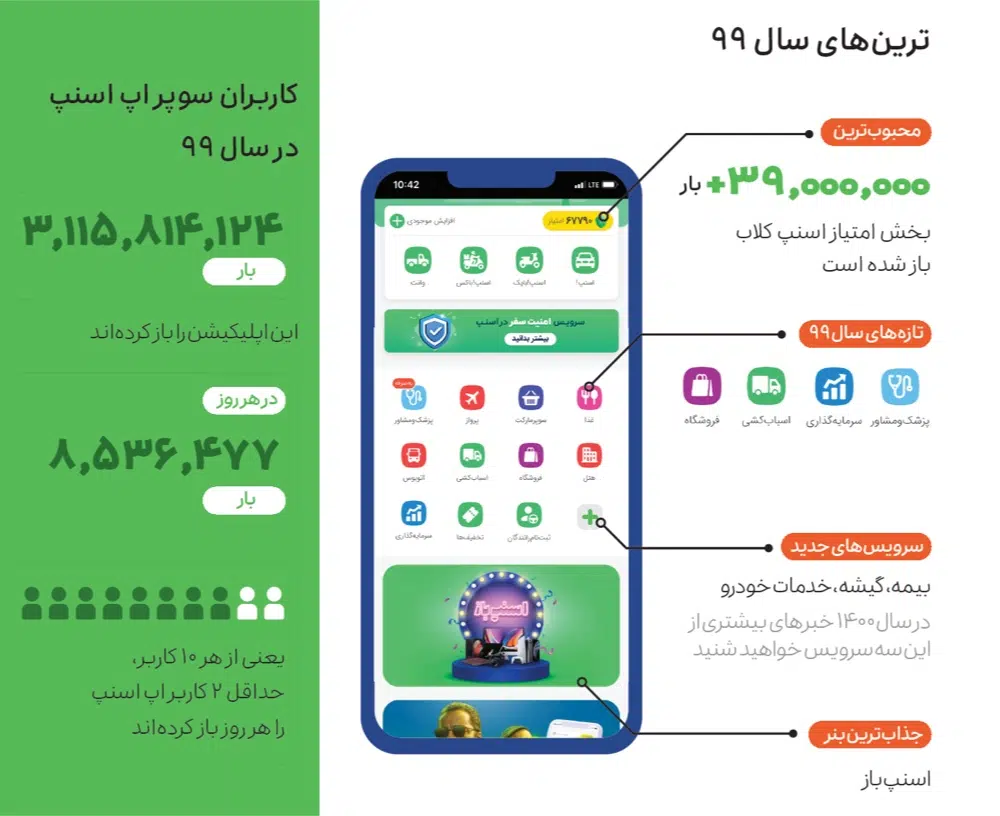 ترین‌های سال ۹۹
محبوب‌ترین
۳۹,۰۰۰,۰۰۰+ بار
بخش امتیاز اسنپ کلاب
باز شده است
تازه‌های سال ۹۹
پزشک‌ومشاور
سرمایه‌گذاری
اسباب‌کشی
فروشگاه
سرویس‌های جدید
بیمه، گیشه، خدمات خودرو
در سال ۱۴۰۰ خبرهای بیشتری از
این سه سرویس خواهید شنید
جذاب‌ترین بنر
اسنپ‌باز
10:42
LTE
۶۷۷۹۰ امتیاز
افزایش موجودی
اسنپ!
اسنپ!بایک
اسنپ!باکس
وانت
سرویس امنیت سفر در اسنپ
بیشتر بدانید
غذا
سوپرمارکت
پرواز
پزشک‌ومشاور
هتل
فروشگاه
اسباب‌کشی
اتوبوس
ثبت‌نام‌رانندگان
تخفیف‌ها
سرمایه‌گذاری
اسنپ‌باز
کاربران سوپر اپ اسنپ
در سال ۹۹
۳,۱۱۵,۸۱۴,۱۲۴
بار
این اپلیکیشن را باز کرده‌اند
در هر روز
۸,۵۳۶,۴۷۷
بار
یعنی از هر ۱۰ کاربر،
حداقل ۲ کاربر اپ اسنپ
را هر روز باز کرده‌اند